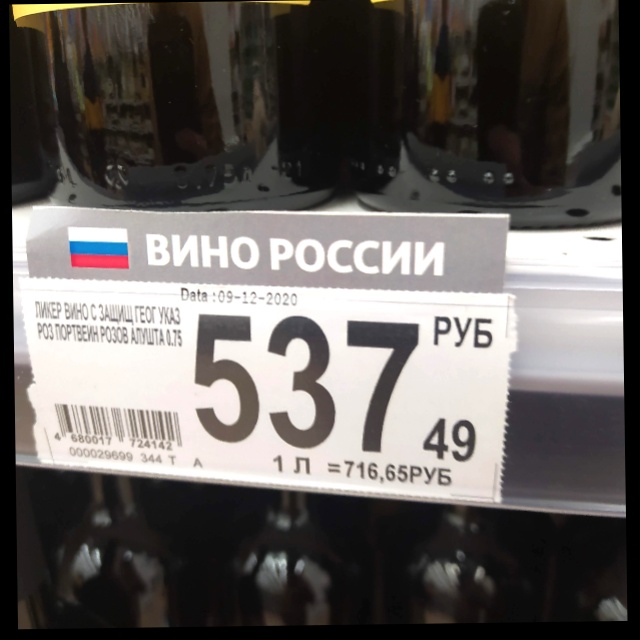 ВИНО РОССИИ
Data :09-12-2020
ЛИКЕР ВИНО С ЗАЩИЩ ГЕОГ УКАЗ
РОЗ ПОРТВЕИН РОЗОВ АЛУШТА 0.75
537 49 РУБ
4 680017 724142
000029699 344 Т А
1 Л =716,65РУБ